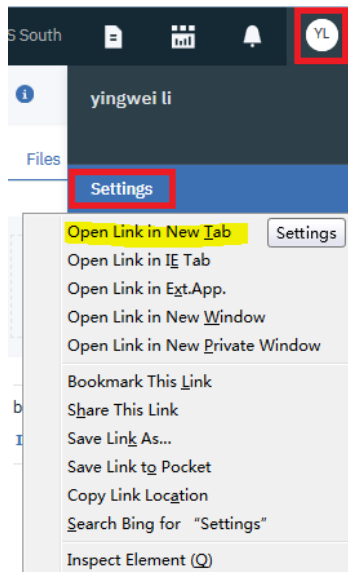 S South
YL
yingwei li
Files
Settings
Open Link in New Tab
Settings
Open Link in IE Tab
Open Link in Ext.App.
Open Link in New Window
Open Link in New Private Window
Bookmark This Link
Share This Link
b
Save Link As...
I
Save Link to Pocket
Copy Link Location
Search Bing for “Settings”
Inspect Element (Q)